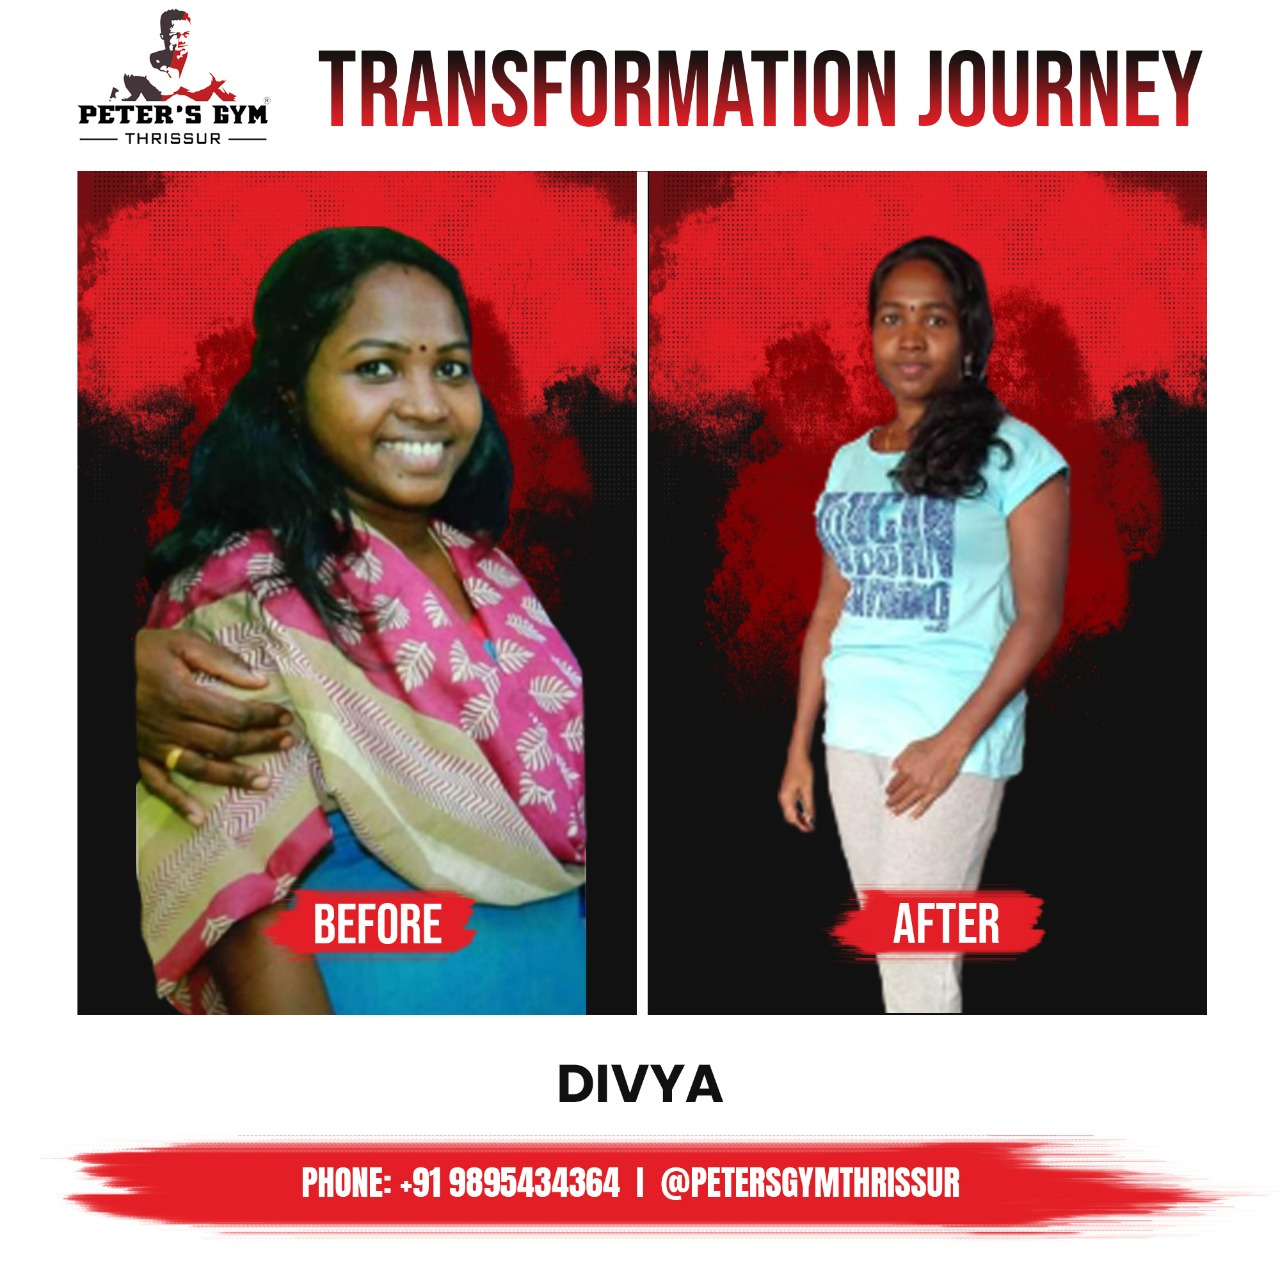 PETER'S GYM
THRISSUR
TRANSFORMATION JOURNEY
BEFORE
AFTER
DIVYA
PHONE: +91 9895434364 | @PETERSGYMTHRISSUR